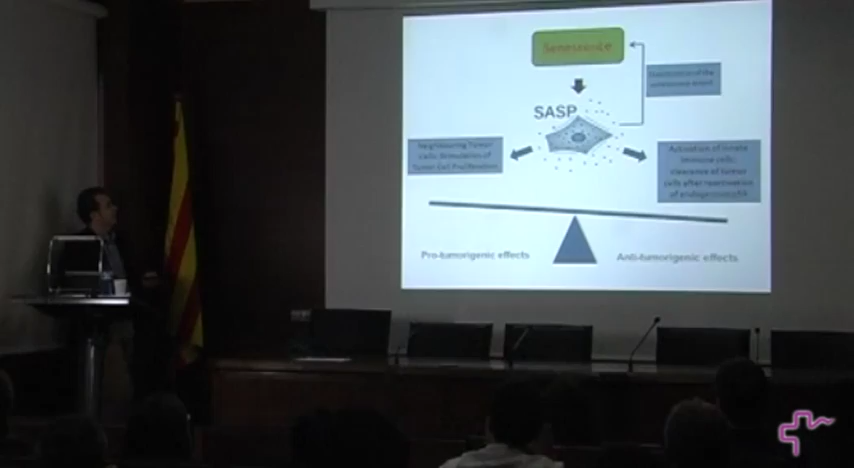 Senescence
SASP
Neighbouring Tumor
Cells: Stimulation of
Tumor Cell Proliferation
Activation of innate
immune cells:
clearance of tumor
cells after reactivation
of endogenous
Pro-tumorigenic effects
Anti-tumorigenic effects